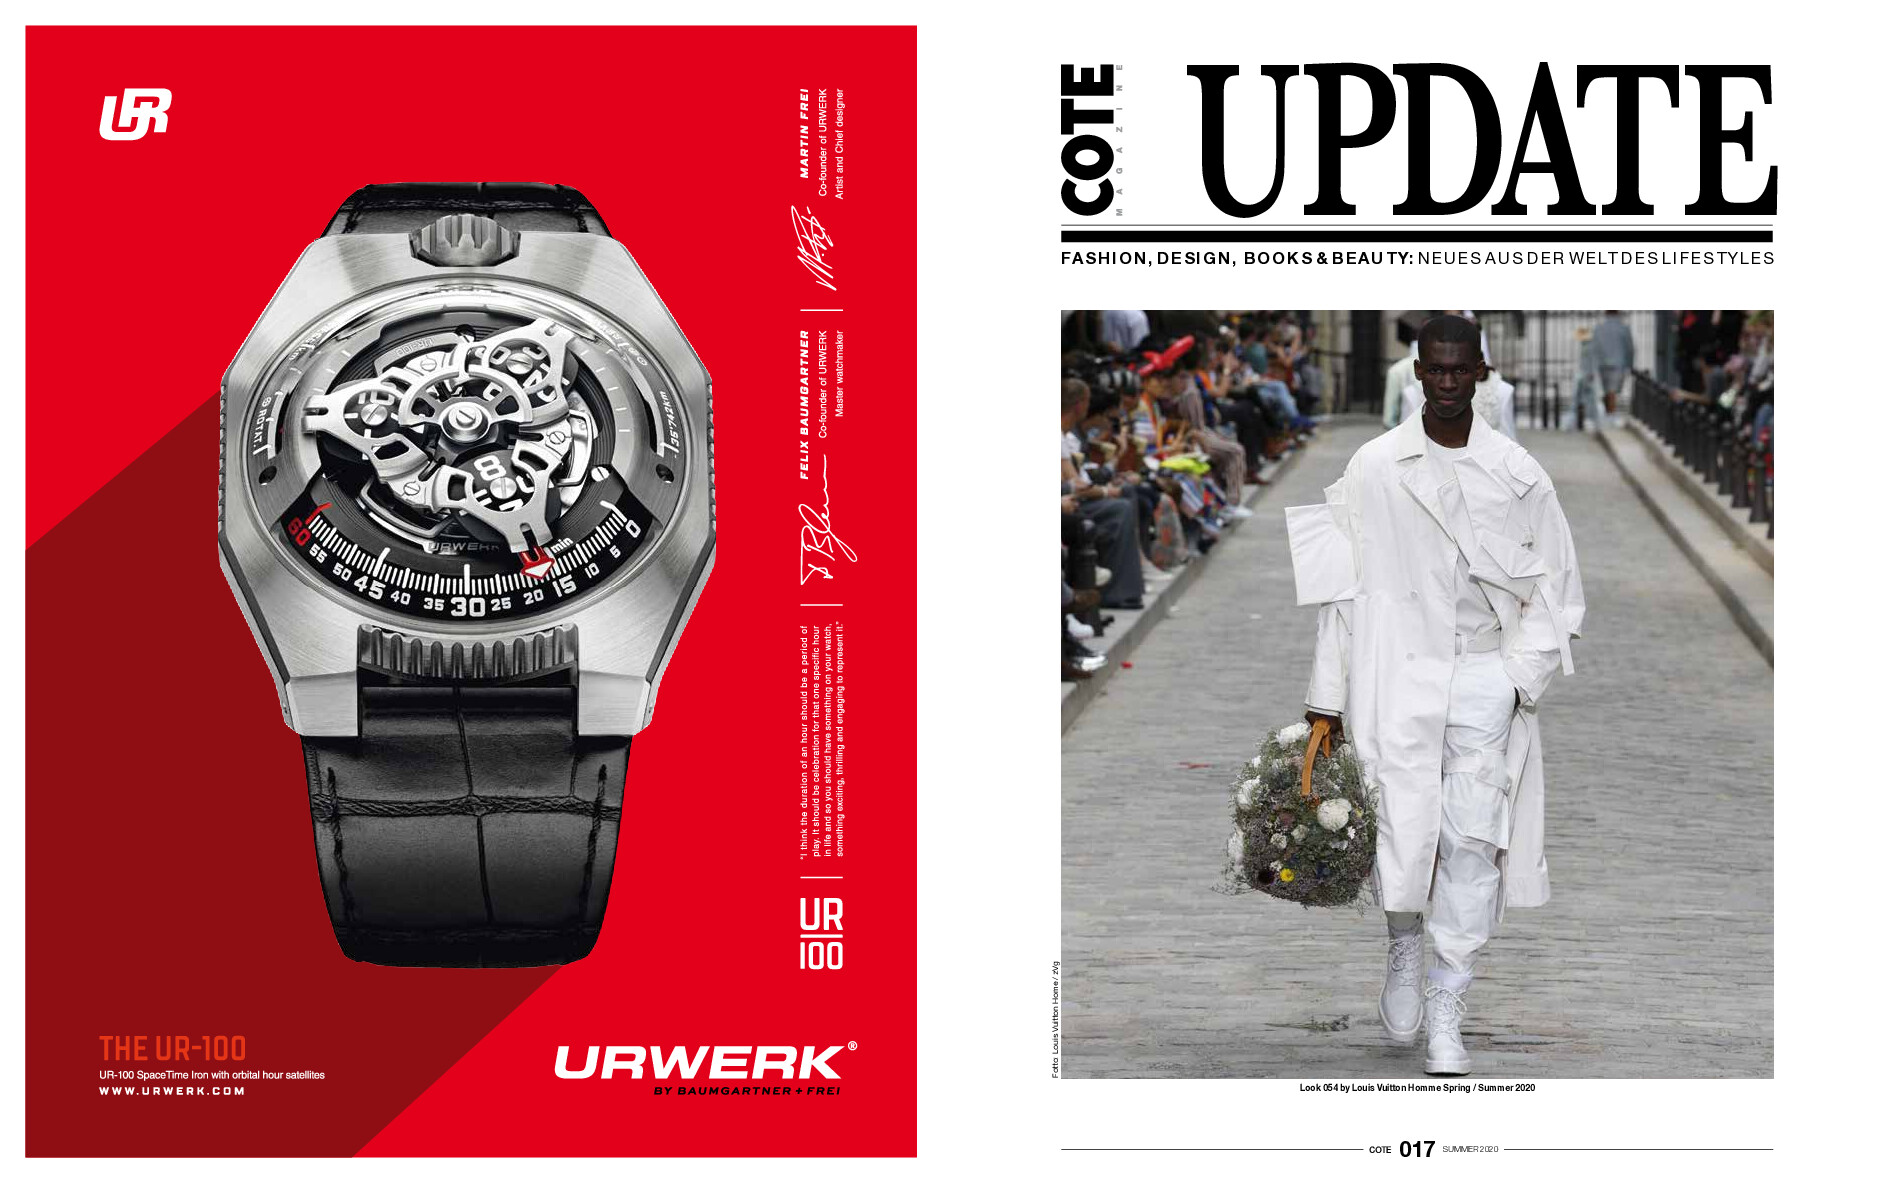 UR
MARTIN FREI
Co-founder of URWERK
Artist and Chief designer
FELIX BAUMGARTNER
Co-founder of URWERK
Master watchmaker
"I think the duration of an hour should be a period of
play. It should be celebration for that one specific hour
in life and so you should have something on your watch,
something exciting, thrilling and engaging to represent it."
UR
100
ROTAT.
35'742km
8
URWERK
min
60 55 50 45 40 35 30 25 20 15 10 5 0
THE UR-100
UR-100 SpaceTime Iron with orbital hour satellites
WWW.URWERK.COM
URWERK®
BY BAUMGARTNER + FREI
COTE
MAGAZINE
UPDATE
FASHION, DESIGN, BOOKS & BEAUTY: NEUES AUS DER WELT DES LIFESTYLES
Fotto Louis Vuitton Home / zVg
Look 054 by Louis Vuitton Homme Spring / Summer 2020
COTE 017 SUMMER 2020